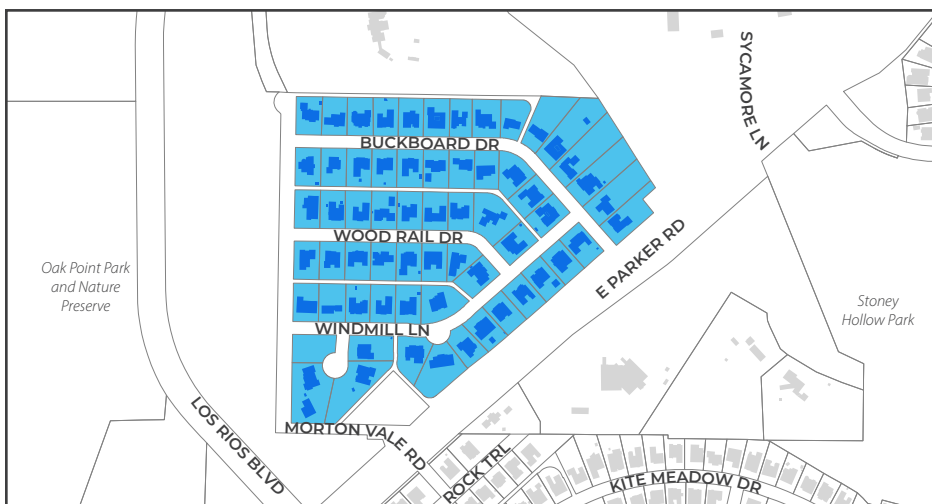 SYCAMORE LN
BUCKBOARD DR
WOOD RAIL DR
E PARKER RD
Oak Point Park
and Nature
Preserve
Stoney
Hollow Park
WINDMILL LN
LOS RIOS BLVD
MORTON VALE RD
ROCK TRL
KITE MEADOW DR